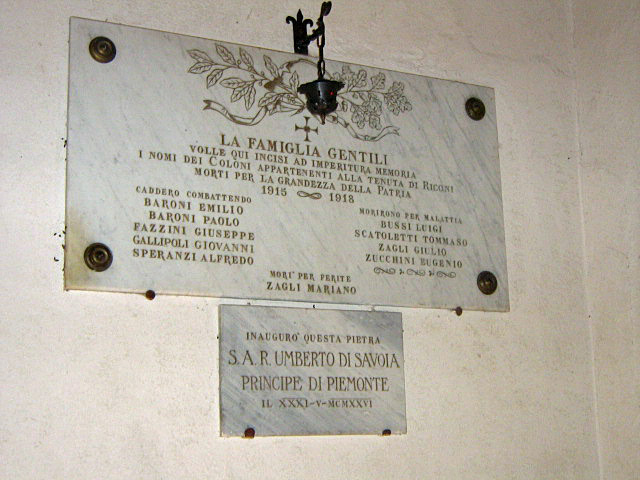 LA FAMIGLIA GENTILI
VOLLE QUI INCISI AD IMPERITURA MEMORIA
I NOMI DEI COLONI APPARTENENTI ALLA TENUTA DI RIGONI
MORTI PER LA GRANDEZZA DELLA PATRIA
1915 1918
CADDERO COMBATTENDO
BARONI EMILIO
BARONI PAOLO
FAZZINI GIUSEPPE
GALLIPOLI GIOVANNI
SPERANZI ALFREDO
MORIRONO PER MALATTIA
BUSSI LUIGI
SCATOLETTI TOMMASO
ZAGLI GIULIO
ZUCCHINI EUGENIO
MORI' PER FERITE
ZAGLI MARIANO
INAUGURO' QUESTA PIETRA
S.A.R. UMBERTO DI SAVOIA
PRINCIPE DI PIEMONTE
IL XXXI-V-MCMXXVI